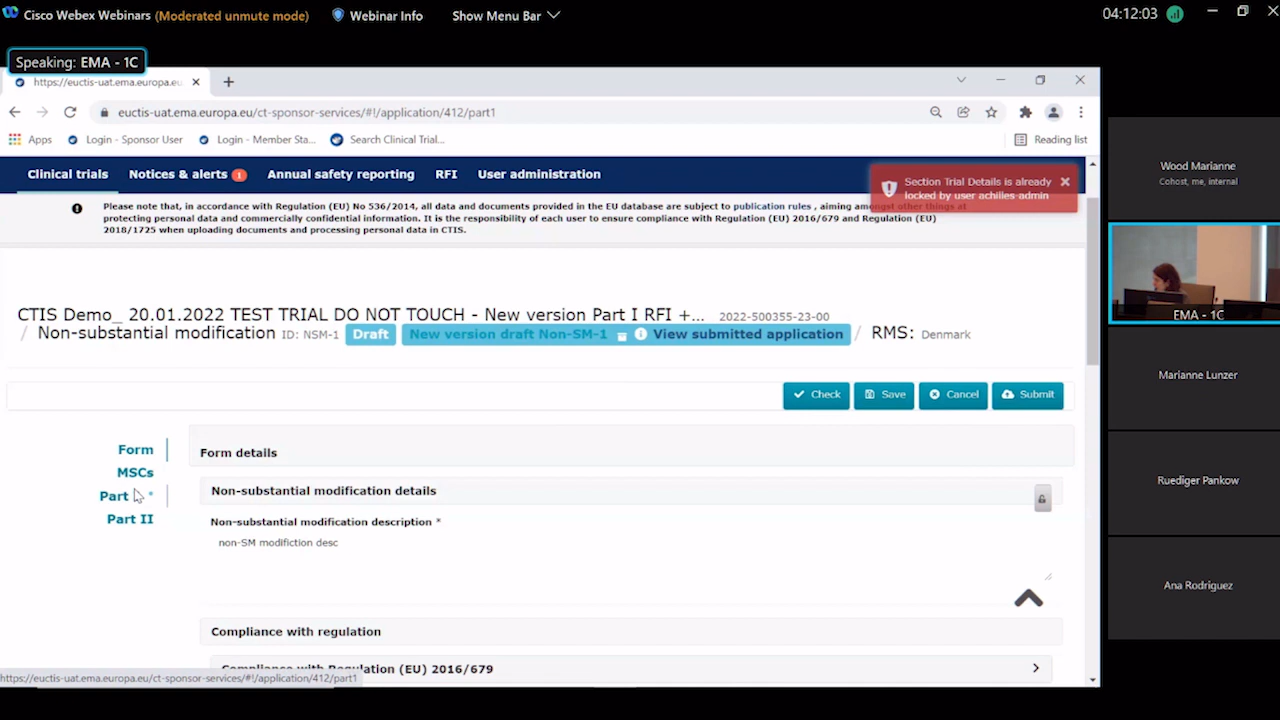 Cisco Webex Webinars (Moderated unmute mode) Webinar Info Show Menu Bar 04:12:03
Speaking: EMA - 1C
https://euctis-uat.ema.europa.eu
euctis-uat.ema.europa.eu/ct-sponsor-services/#!/application/412/part1
Apps Login - Sponsor User Login - Member Sta... Search Clinical Trial... Reading list
Clinical trials Notices & alerts 1 Annual safety reporting RFI User administration
Section Trial Details is already
locked by user achilles-admin
Please note that, in accordance with Regulation (EU) No 536/2014, all data and documents provided in the EU database are subject to publication rules , aiming amongst other things at
protecting personal data and commercially confidential information. It is the responsibility of each user to ensure compliance with Regulation (EU) 2016/679 and Regulation (EU)
2018/1725 when uploading documents and processing personal data in CTIS.
CTIS Demo_ 20.01.2022 TEST TRIAL DO NOT TOUCH - New version Part I RFI +... 2022-500355-23-00
/ Non-substantial modification ID: NSM-1 Draft New version draft Non-SM-1 View submitted application / RMS: Denmark
Check Save Cancel Submit
Form
MSCs
Part *
Part II
Form details
Non-substantial modification details
Non-substantial modification description *
non-SM modifiction desc
Compliance with regulation
Compliance with Regulation (EU) 2016/679
https://euctis-uat.ema.europa.eu/ct-sponsor-services/#!/application/412/part1
Wood Marianne
Cohost, me, internal
EMA - 1C
Marianne Lunzer
Ruediger Pankow
Ana Rodriguez